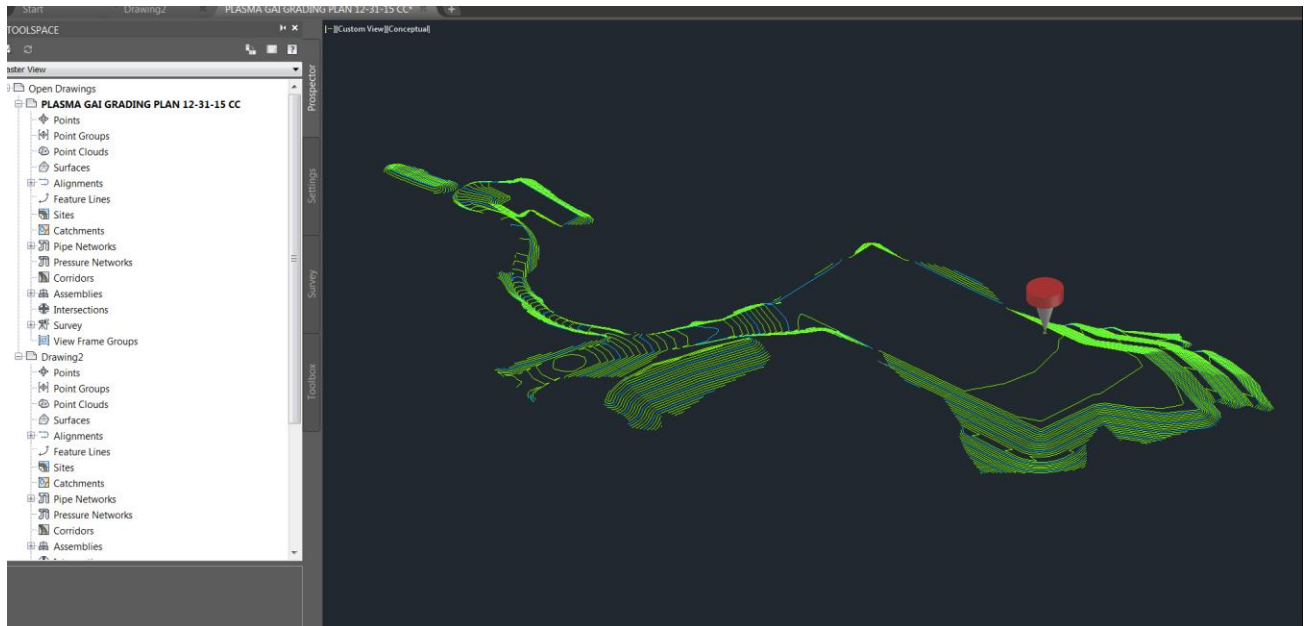 Start
Drawing2
PLASMA GAI GRADING PLAN 12-31-15 CC*
TOOLSPACE
[-][Custom View][Conceptual]
aster View
Open Drawings
PLASMA GAI GRADING PLAN 12-31-15 CC
Points
Point Groups
Point Clouds
Surfaces
Alignments
Feature Lines
Sites
Catchments
Pipe Networks
Pressure Networks
Corridors
Assemblies
Intersections
Survey
View Frame Groups
Drawing2
Points
Point Groups
Point Clouds
Surfaces
Alignments
Feature Lines
Sites
Catchments
Pipe Networks
Pressure Networks
Corridors
Assemblies
Prospector
Settings
Survey
Toolbox